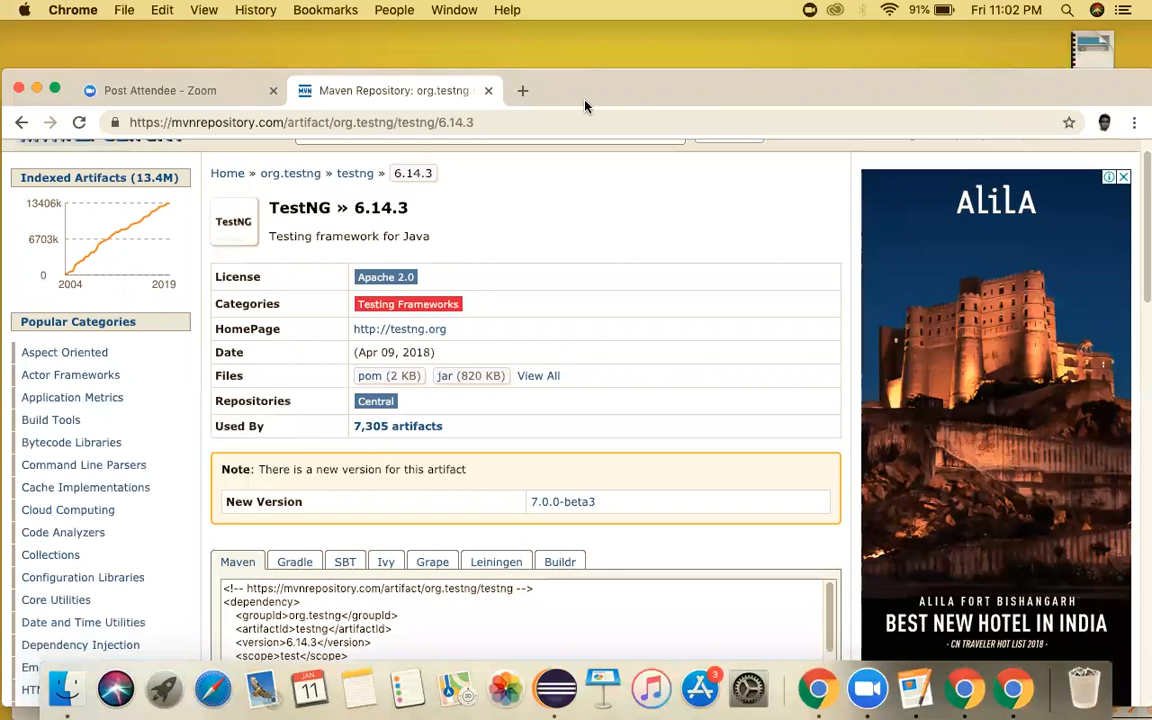 Chrome File Edit View History Bookmarks People Window Help 91% Fri 11:02 PM
Post Attendee - Zoom Maven Repository: org.testng
https://mvnrepository.com/artifact/org.testng/testng/6.14.3
Indexed Artifacts (13.4M)
13406k
6703k
0
2004 2019
Popular Categories
Aspect Oriented
Actor Frameworks
Application Metrics
Build Tools
Bytecode Libraries
Command Line Parsers
Cache Implementations
Cloud Computing
Code Analyzers
Collections
Configuration Libraries
Core Utilities
Date and Time Utilities
Dependency Injection
Home » org.testng » testng » 6.14.3
TestNG
TestNG » 6.14.3
Testing framework for Java
License Apache 2.0
Categories Testing Frameworks
HomePage http://testng.org
Date (Apr 09, 2018)
Files pom (2 KB) jar (820 KB) View All
Repositories Central
Used By 7,305 artifacts
Note: There is a new version for this artifact
New Version 7.0.0-beta3
Maven Gradle SBT Ivy Grape Leiningen Buildr
<!-- https://mvnrepository.com/artifact/org.testng/testng -->
<dependency>
<groupId>org.testng</groupId>
<artifactId>testng</artifactId>
<version>6.14.3</version>
<scope>test</scope>
ALILA
ALILA FORT BISHANGARH
BEST NEW HOTEL IN INDIA
- CN TRAVELER HOT LIST 2018 -
JAN
11
3